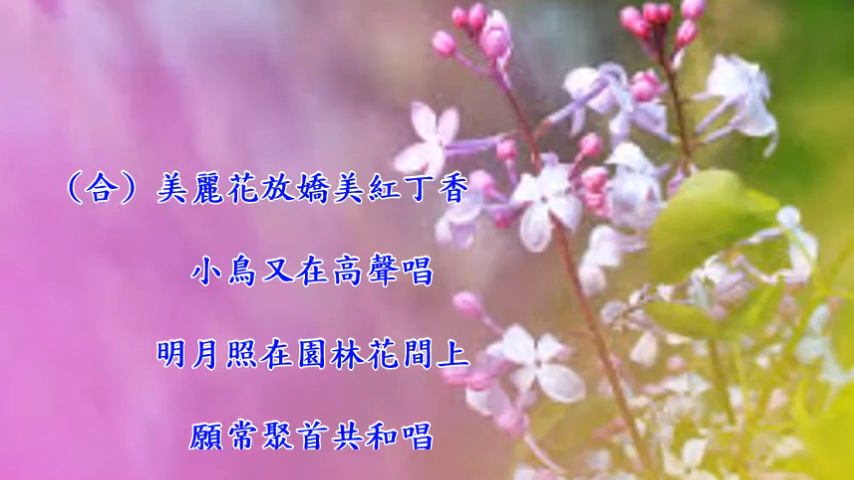 （合）美麗花放嬌美紅丁香
小鳥又在高聲唱
明月照在園林花間上
願常聚首共和唱